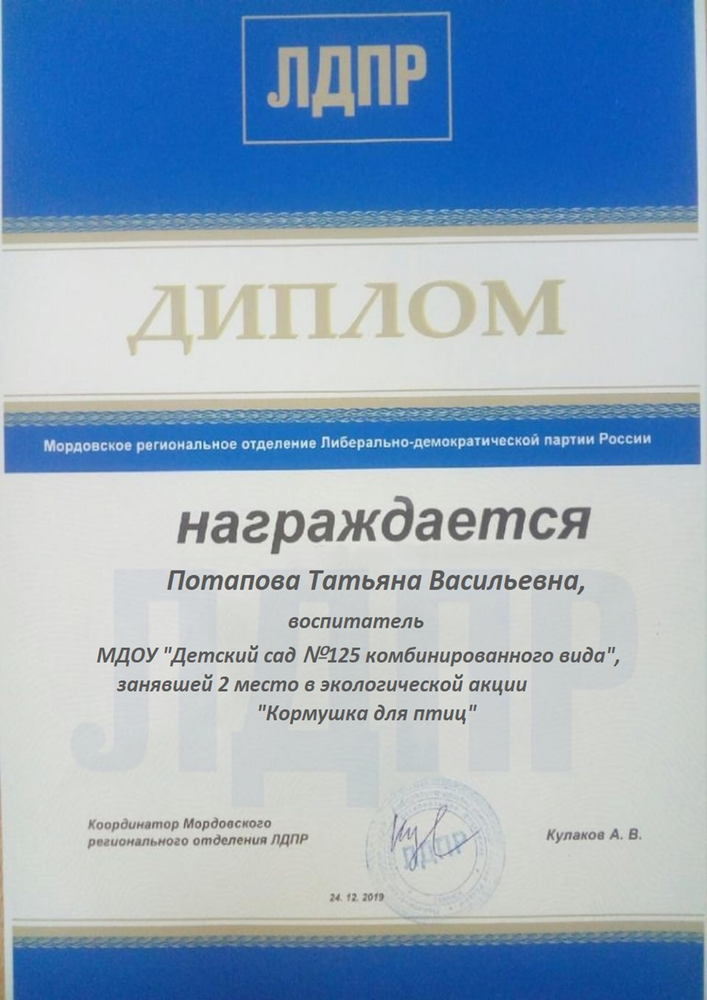 ЛДПР
ДИПЛОМ
Мордовское региональное отделение Либерально-демократической партии России
награждается
Потапова Татьяна Васильевна,
воспитатель
МДОУ "Детский сад №125 комбинированного вида",
занявшей 2 место в экологической акции
"Кормушка для птиц"
ЛДПР
Координатор Мордовского
регионального отделения ЛДПР
ЛДПР
Кулаков А. В.
24. 12. 2019